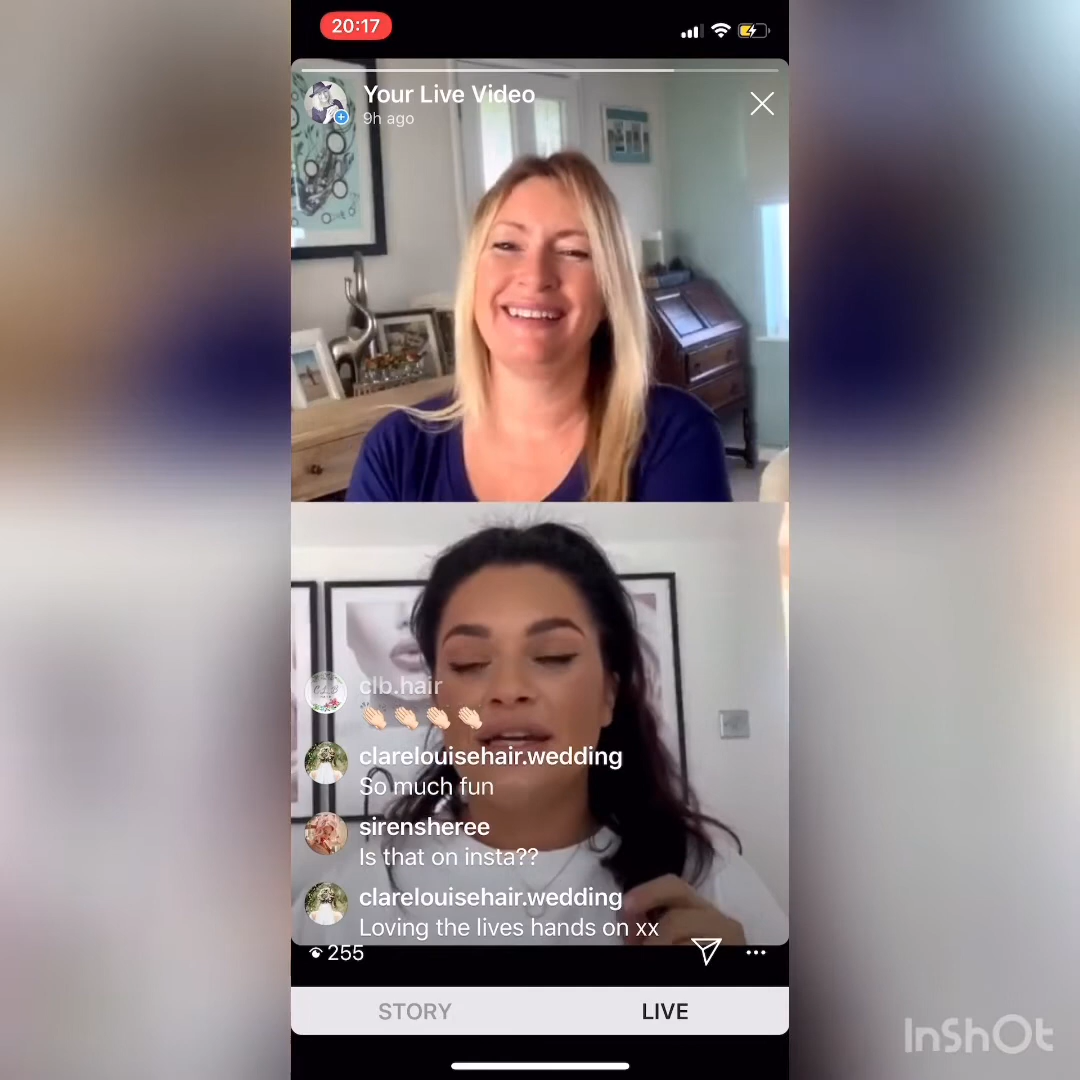 20:17
Your Live Video
9h ago
clb.hair
👏🏻👏🏻👏🏻👏🏻
clarelouisehair.wedding
So much fun
sirensheree
Is that on insta??
clarelouisehair.wedding
Loving the lives hands on xx
255
STORY LIVE
InShOt